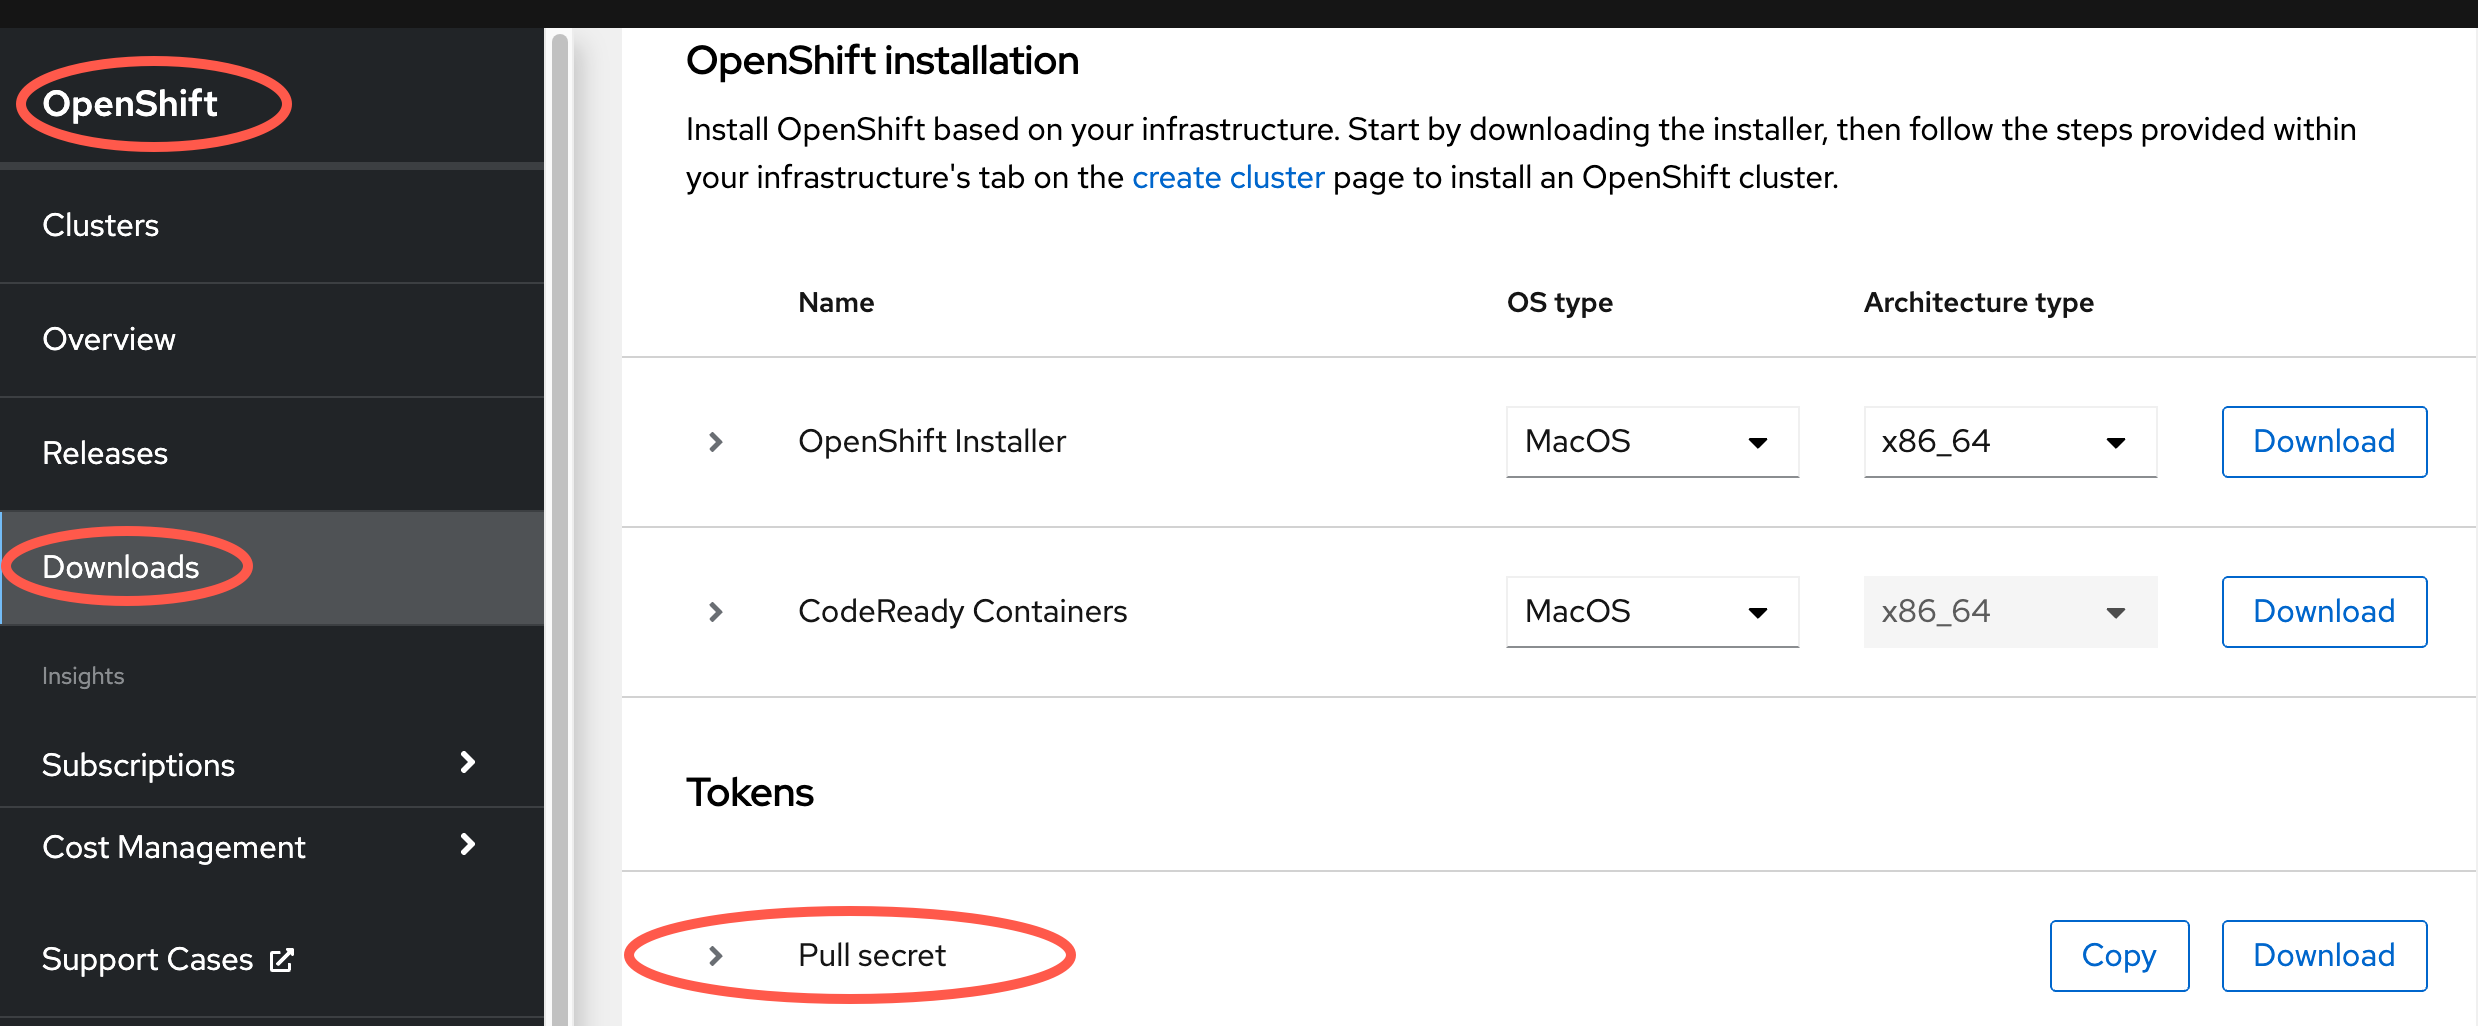 OpenShift
Clusters
Overview
Releases
Downloads
Insights
Subscriptions
Cost Management
Support Cases
OpenShift installation
Install OpenShift based on your infrastructure. Start by downloading the installer, then follow the steps provided within
your infrastructure's tab on the create cluster page to install an OpenShift cluster.
Name OS type Architecture type
OpenShift Installer MacOS x86_64 Download
CodeReady Containers MacOS x86_64 Download
Tokens
Pull secret Copy Download